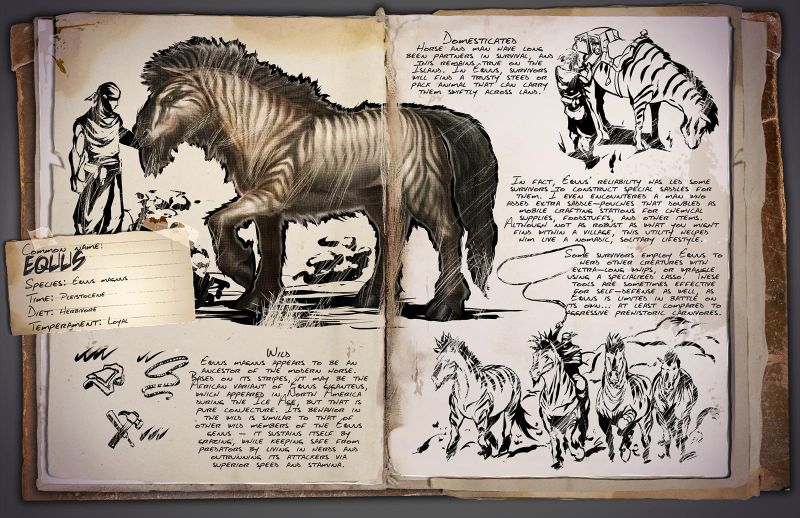 Common name:
EQUUS
Species: Equus magnus
Time: Pleistocene
Diet: Herbivore
Temperament: Loyal
Wild
Equus magnus appears to be an
ancestor of the modern horse.
Based on its stripes, it may be the
African variant of Equus giganteus,
which appeared in North America
during the Ice Age, but that is
pure conjecture. Its behavior in
the wild is similar to that of
other wild members of the Equus
genus – it sustains itself by
grazing, while keeping safe from
predators by living in herds and
outrunning its attackers via
superior speed and stamina.
Domesticated
Horse and man have long
been partners in survival, and
this remains true on the
Island. In Equus, survivors
will find a trusty steed or
pack animal that can carry
them swiftly across land.
In fact, Equus' reliability has led some
survivors to construct special saddles for
them. I even encountered a man who
added extra saddle-pouches that doubled as
mobile crafting stations for chemical
supplies, foodstuffs, and other items.
Although not as robust as what you might
find within a village, this utility helped
him live a nomadic, solitary lifestyle.
Some survivors employ Equus to
herd other creatures with
extra-long whips, or wrangle
using a specialized lasso! These
tools are sometimes effective
for self-defense as well, as
Equus is limited in battle on
its own... at least compared to
aggressive prehistoric carnivores.